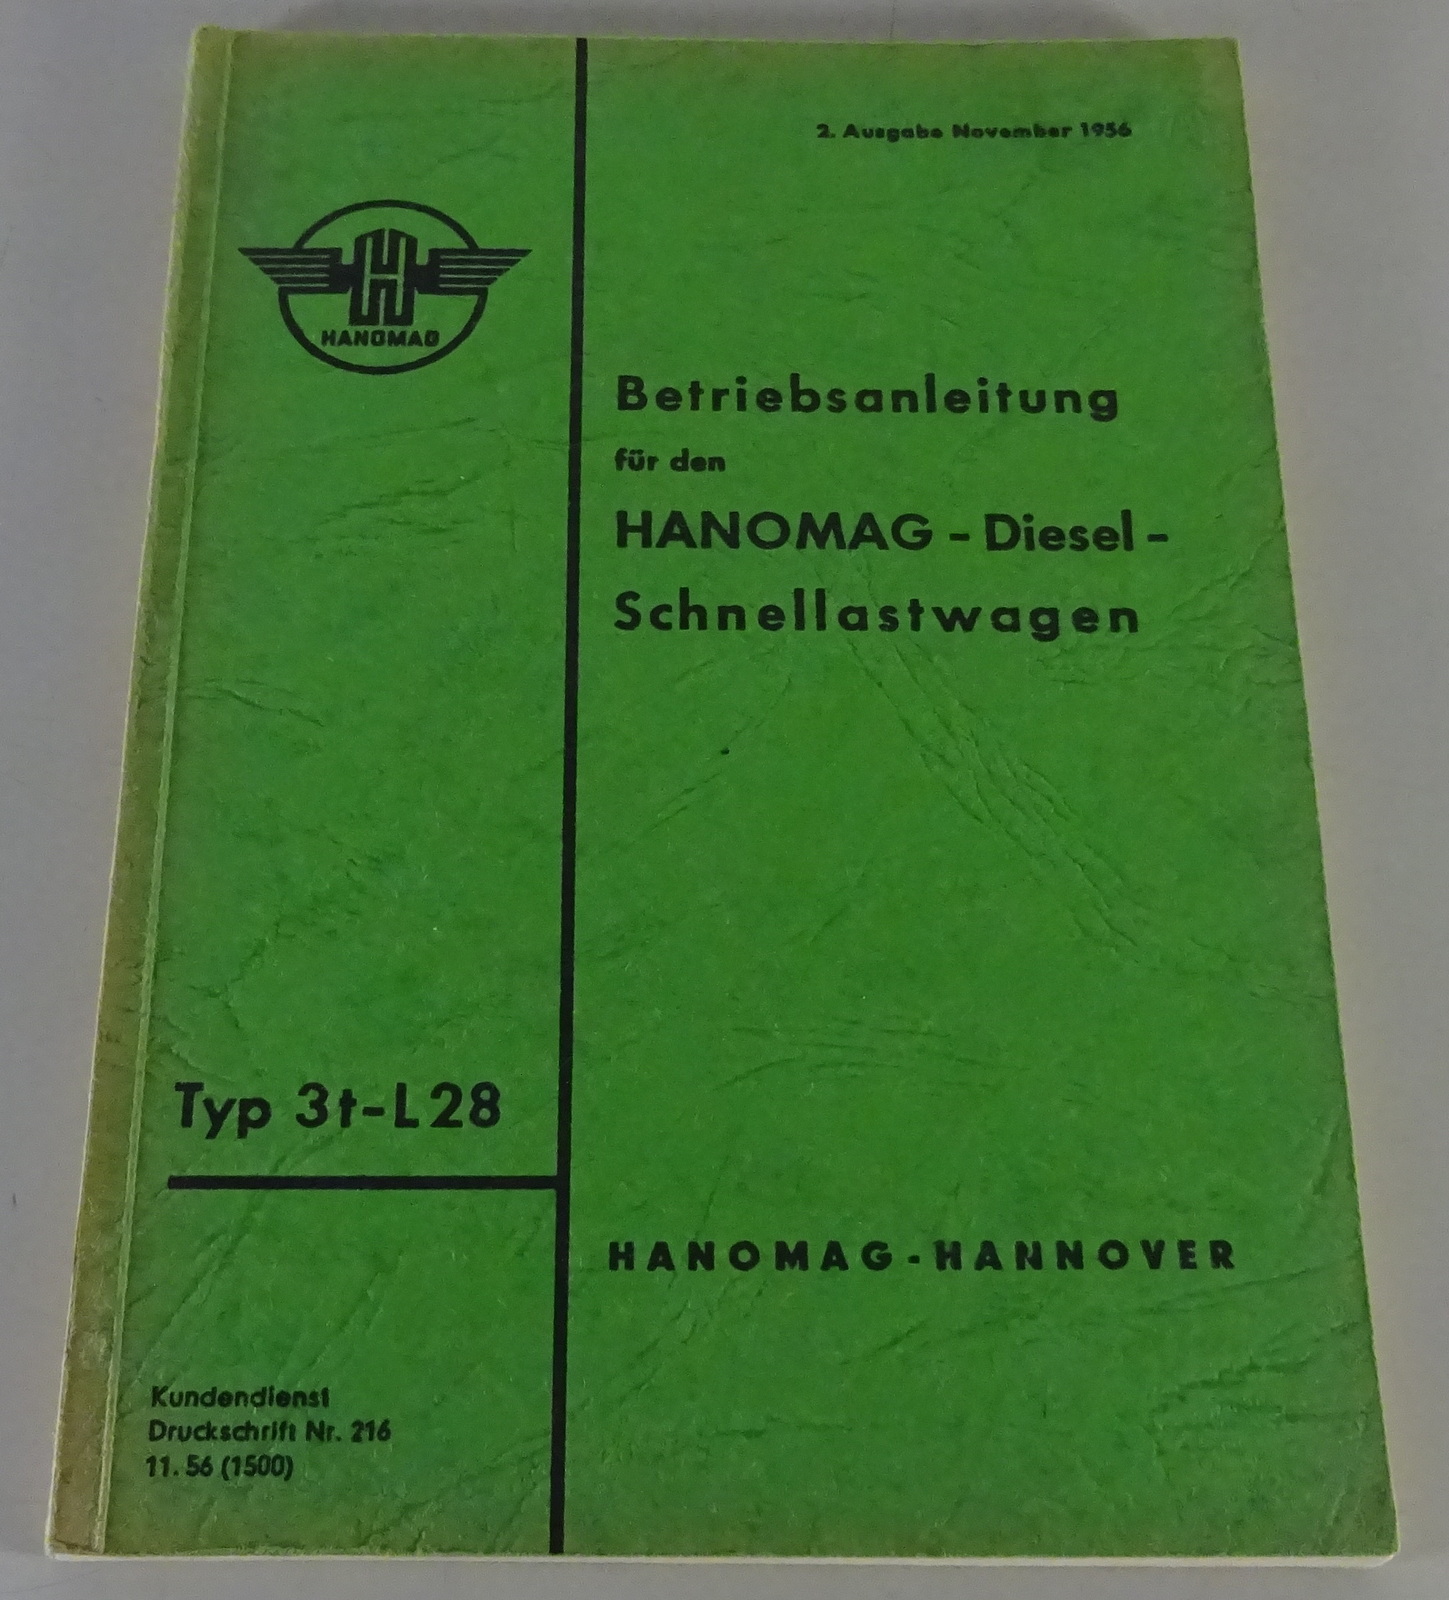 2. Ausgabe November 1956
HANOMAG
Betriebsanleitung
für den
HANOMAG - Diesel -
Schnellastwagen
Typ 3t-L28
HANOMAG-HANNOVER
Kundendienst
Druckschrift Nr. 216
11. 56 (1500)